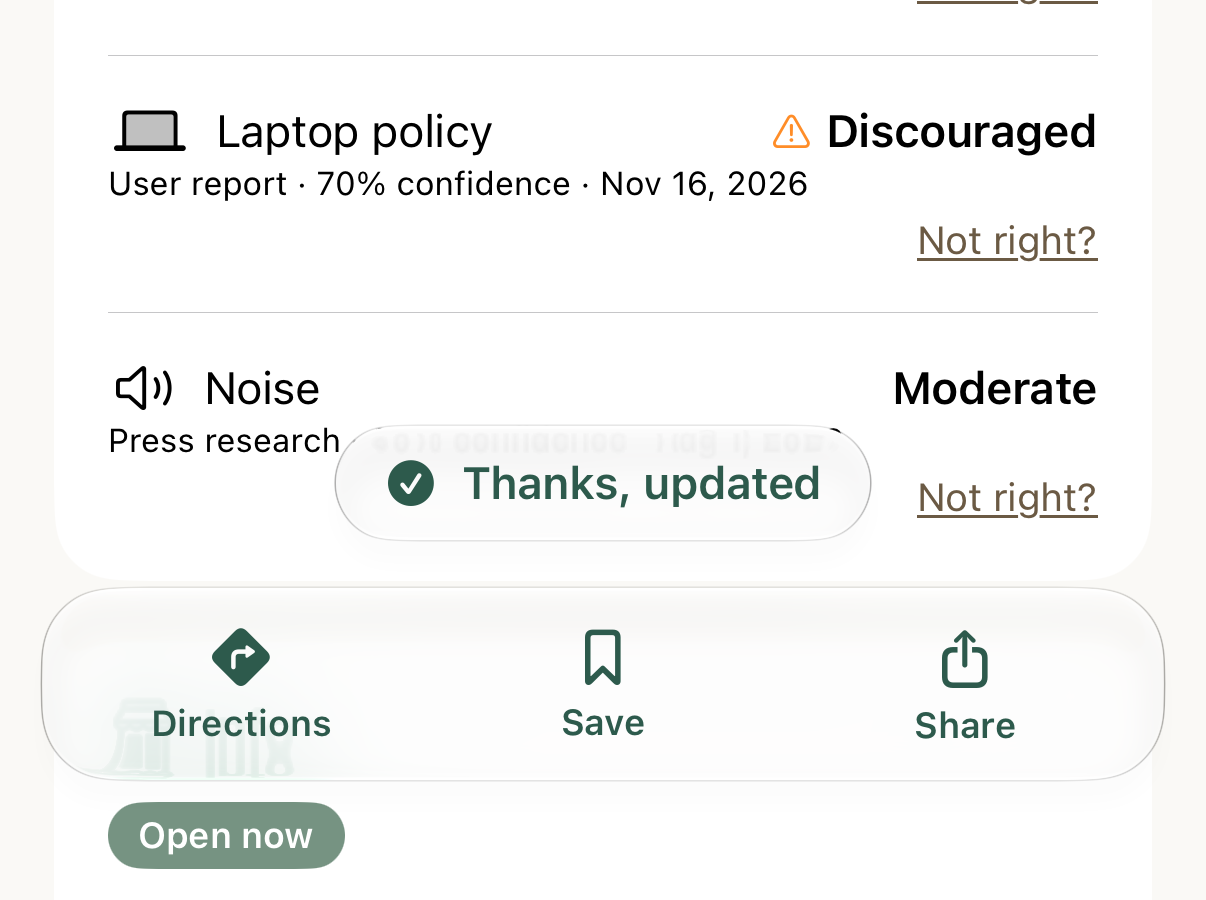 Laptop policy
Discouraged
User report · 70% confidence · Nov 16, 2026
Not right?
Noise
Moderate
Press research ·
Thanks, updated
Not right?
Directions
Save
Share
Open now